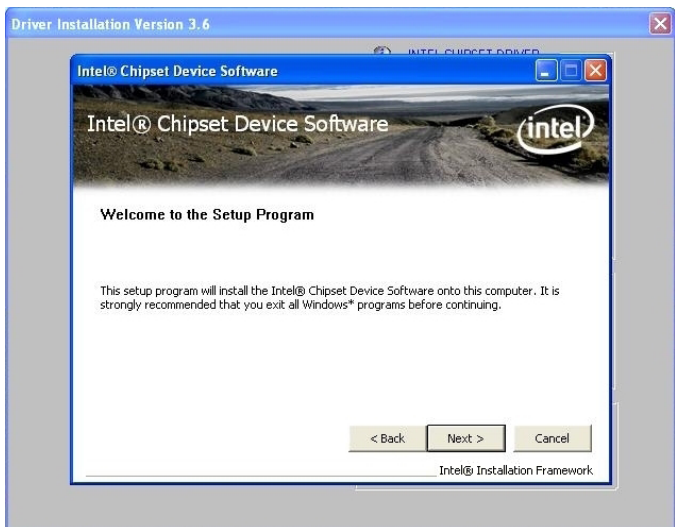 Driver Installation Version 3.6
INTEL CHIPSET DRIVER
Intel® Chipset Device Software
Intel® Chipset Device Software
intel
Welcome to the Setup Program
This setup program will install the Intel® Chipset Device Software onto this computer. It is
strongly recommended that you exit all Windows* programs before continuing.
< Back
Next >
Cancel
Intel® Installation Framework